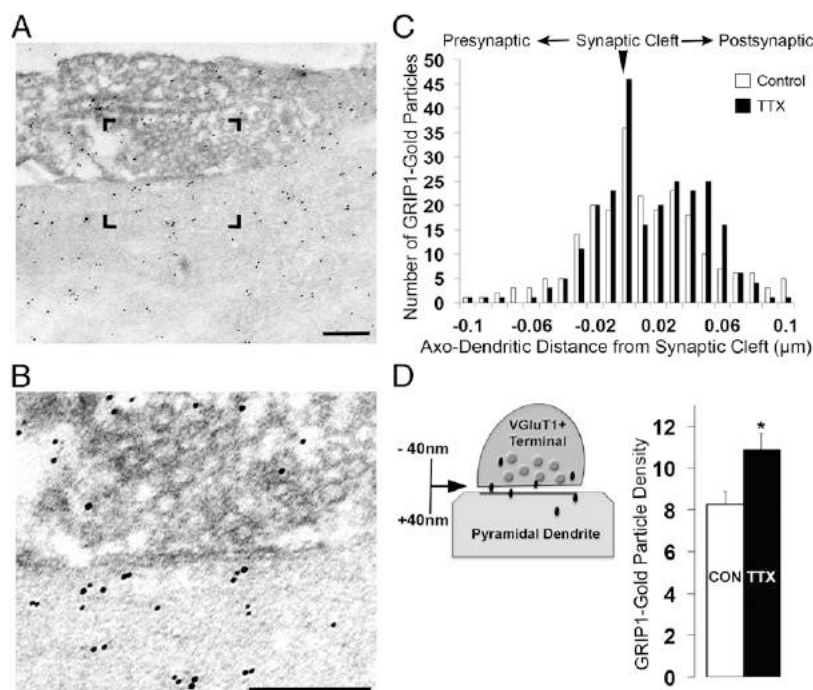 A
B
C
Presynaptic Synaptic Cleft Postsynaptic
Control
TTX
Number of GRIP1-Gold Particles
50
45
40
35
30
25
20
15
10
5
0
-0.1 -0.06 -0.02 0.02 0.06 0.1
Axo-Dendritic Distance from Synaptic Cleft (µm)
D
VGluT1+
Terminal
- 40nm
+40nm
Pyramidal Dendrite
GRIP1-Gold Particle Density
12
10
8
6
4
2
0
*
CON TTX